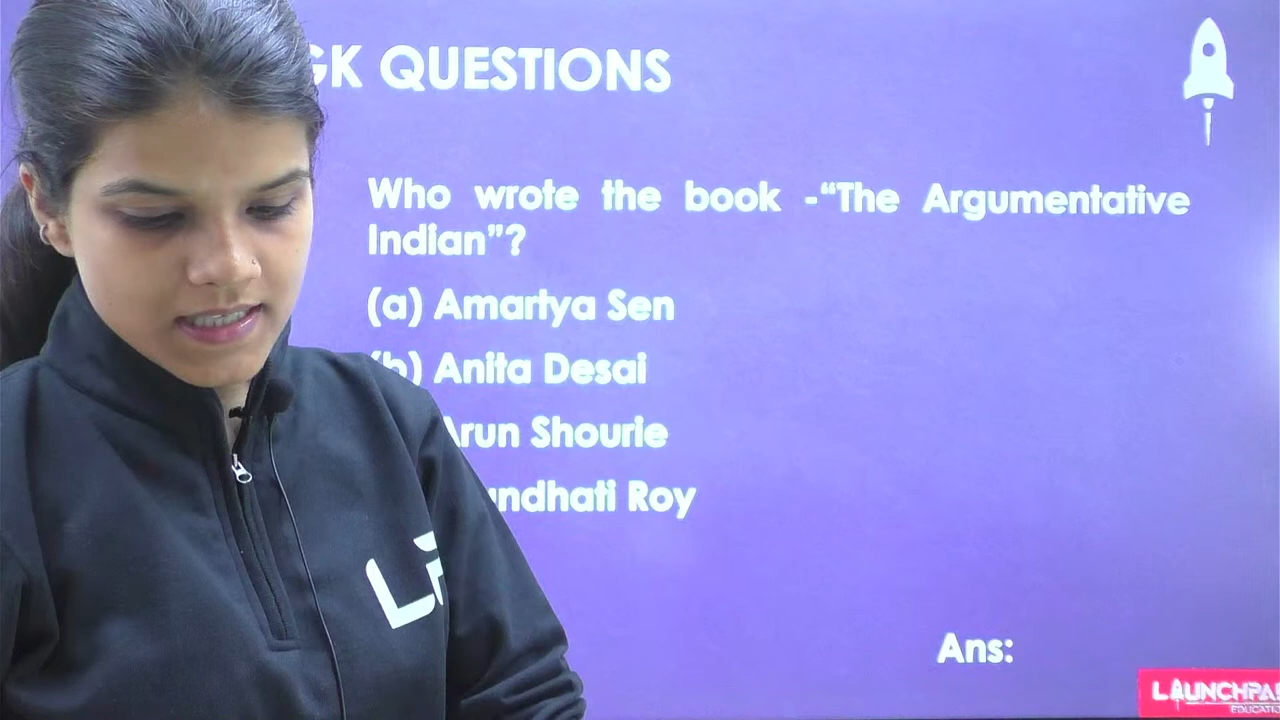 GK QUESTIONS
Who wrote the book -“The Argumentative
Indian”?
(a) Amartya Sen
(b) Anita Desai
Arun Shourie
Roy
Ans:
LAUNCHPA